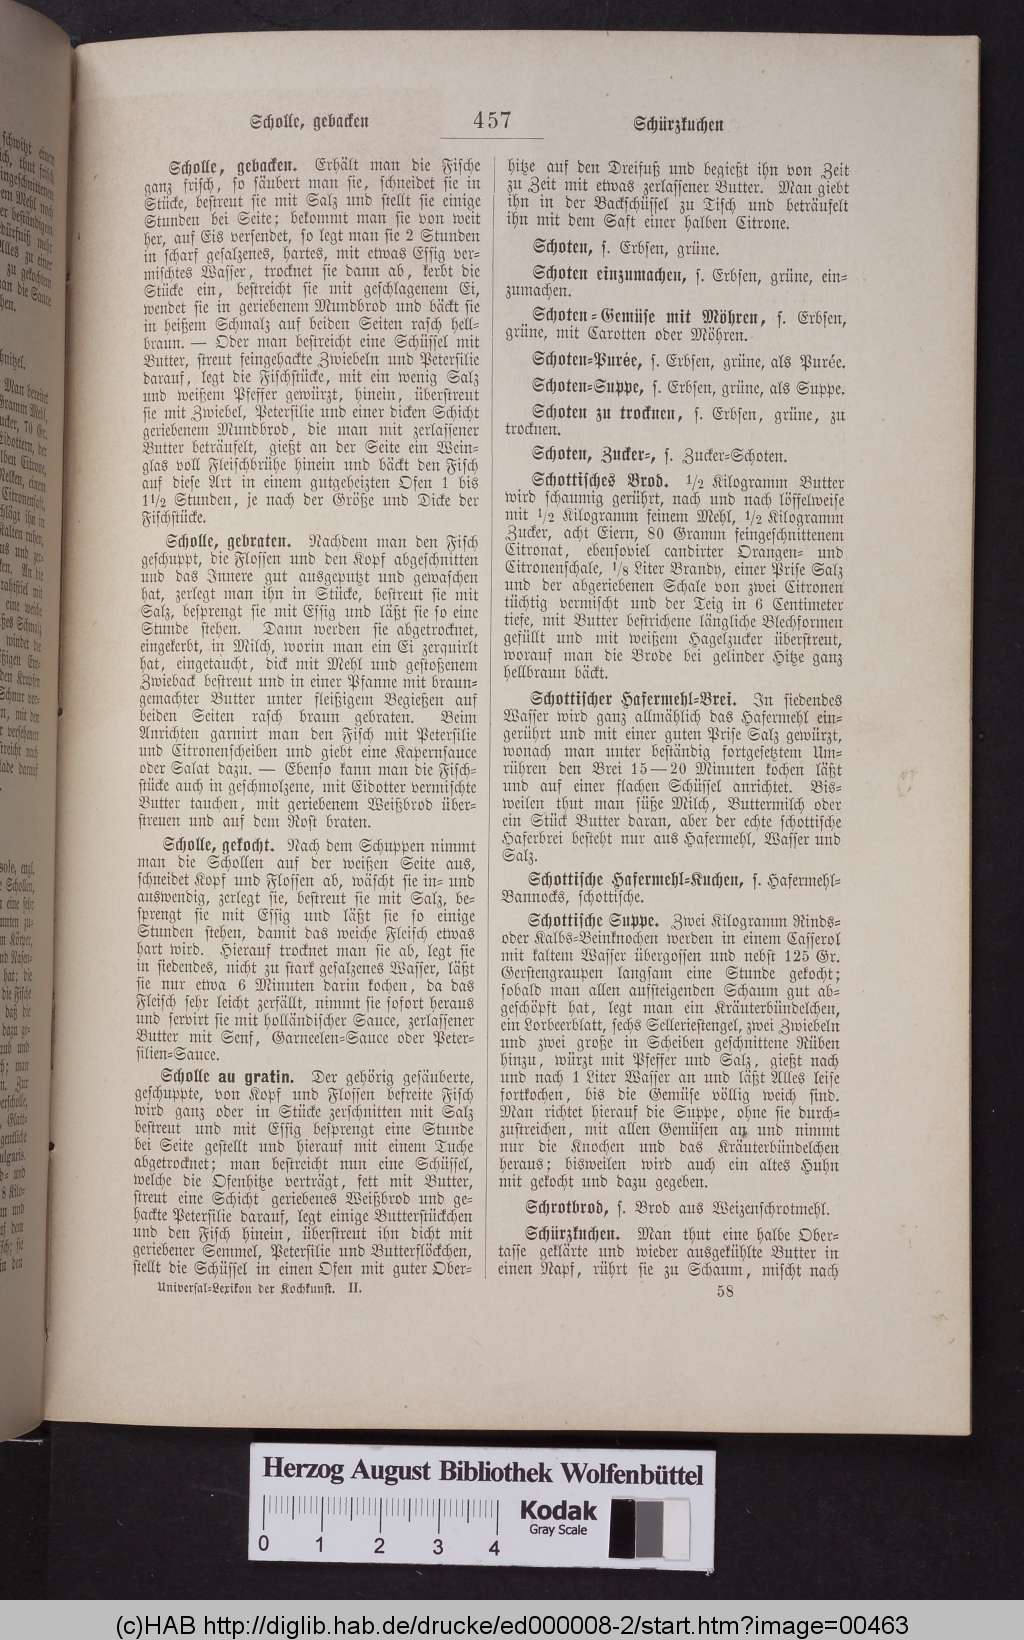 Scholle, gebacken
457
Schürzkuchen
Scholle, gebacken. Erhält man die Fische
ganz frisch, so säubert man sie, schneidet sie in
Stücke, bestreut sie mit Salz und stellt sie einige
Stunden bei Seite; bekommt man sie von weit
her, auf Eis versendet, so legt man sie 2 Stunden
in scharf gesalzenes, hartes, mit etwas Essig ver-
mischtes Wasser, trocknet sie dann ab, kerbt die
Stücke ein, bestreicht sie mit geschlagenem Ei,
wendet sie in geriebenem Mundbrod und bäckt sie
in heißem Schmalz auf beiden Seiten rasch hell-
braun. — Oder man bestreicht eine Schüssel mit
Butter, streut feingehackte Zwiebeln und Petersilie
darauf, legt die Fischstücke, mit ein wenig Salz
und weißem Pfeffer gewürzt, hinein, überstreut
sie mit Zwiebel, Petersilie und einer dicken Schicht
geriebenem Mundbrod, die man mit zerlassener
Butter beträufelt, gießt an der Seite ein Wein-
glas voll Fleischbrühe hinein und bäckt den Fisch
auf diese Art in einem gutgeheizten Ofen 1 bis
1½ Stunden, je nach der Größe und Dicke der
Fischstücke.
Scholle, gebraten. Nachdem man den Fisch
geschuppt, die Flossen und den Kopf abgeschnitten
und das Innere gut ausgeputzt und gewaschen
hat, zerlegt man ihn in Stücke, bestreut sie mit
Salz, besprengt sie mit Essig und läßt sie so eine
Stunde stehen. Dann werden sie abgetrocknet,
eingekerbt, in Milch, worin man ein Ei zerquirlt
hat, eingetaucht, dick mit Mehl und gestoßenem
Zwieback bestreut und in einer Pfanne mit braun-
gemachter Butter unter fleißigem Begießen auf
beiden Seiten rasch braun gebraten. Beim
Anrichten garnirt man den Fisch mit Petersilie
und Citronenscheiben und giebt eine Kapernsauce
oder Salat dazu. — Ebenso kann man die Fisch-
stücke auch in geschmolzene, mit Eidotter vermischte
Butter tauchen, mit geriebenem Weißbrod über-
streuen und auf dem Rost braten.
Scholle, gekocht. Nach dem Schuppen nimmt
man die Schollen auf der weißen Seite aus,
schneidet Kopf und Flossen ab, wäscht sie in- und
auswendig, zerlegt sie, bestreut sie mit Salz, be-
sprengt sie mit Essig und läßt sie so einige
Stunden stehen, damit das weiche Fleisch etwas
hart wird. Hierauf trocknet man sie ab, legt sie
in siedendes, nicht zu stark gesalzenes Wasser, läßt
sie nur etwa 6 Minuten darin kochen, da das
Fleisch sehr leicht zerfällt, nimmt sie sofort heraus
und servirt sie mit holländischer Sauce, zerlassener
Butter mit Senf, Garneelen-Sauce oder Peter-
silien-Sauce.
Scholle au gratin. Der gehörig gesäuberte,
geschuppte, von Kopf und Flossen befreite Fisch
wird ganz oder in Stücke zerschnitten mit Salz
bestreut und mit Essig besprengt eine Stunde
bei Seite gestellt und hierauf mit einem Tuche
abgetrocknet; man bestreicht nun eine Schüssel,
welche die Ofenhitze verträgt, fett mit Butter,
streut eine Schicht geriebenes Weißbrod und ge-
hackte Petersilie darauf, legt einige Butterstückchen
und den Fisch hinein, überstreut ihn dicht mit
geriebener Semmel, Petersilie und Butterflöckchen,
stellt die Schüssel in einen Ofen mit guter Ober-
hitze auf den Dreifuß und begießt ihn von Zeit
zu Zeit mit etwas zerlassener Butter. Man giebt
ihn in der Backschüssel zu Tisch und beträufelt
ihn mit dem Saft einer halben Citrone.
Schoten, s. Erbsen, grüne.
Schoten einzumachen, s. Erbsen, grüne, ein-
zumachen.
Schoten-Gemüse mit Möhren, s. Erbsen,
grüne, mit Carotten oder Möhren.
Schoten-Purée, s. Erbsen, grüne, als Purée.
Schoten-Suppe, s. Erbsen, grüne, als Suppe.
Schoten zu trocknen, s. Erbsen, grüne, zu
trocknen.
Schoten, Zucker-, s. Zucker-Schoten.
Schottisches Brod. 1/2 Kilogramm Butter
wird schaumig gerührt, nach und nach löffelweise
mit 1/2 Kilogramm feinem Mehl, 1/2 Kilogramm
Zucker, acht Eiern, 80 Gramm feingeschnittenem
Citronat, ebensoviel candirter Orangen- und
Citronenschale, 1/8 Liter Brandy, einer Prise Salz
und der abgeriebenen Schale von zwei Citronen
tüchtig vermischt und der Teig in 6 Centimeter
tiefe, mit Butter bestrichene längliche Blechformen
gefüllt und mit weißem Hagelzucker überstreut,
worauf man die Brode bei gelinder Hitze ganz
hellbraun bäckt.
Schottischer Hafermehl-Brei. In siedendes
Wasser wird ganz allmählich das Hafermehl ein-
gerührt und mit einer guten Prise Salz gewürzt,
wonach man unter beständig fortgesetztem Um-
rühren den Brei 15—20 Minuten kochen läßt
und auf einer flachen Schüssel anrichtet. Bis-
weilen thut man süße Milch, Buttermilch oder
ein Stück Butter daran, aber der echte schottische
Haferbrei besteht nur aus Hafermehl, Wasser und
Salz.
Schottische Hafermehl-Kuchen, s. Hafermehl-
Bannocks, schottische.
Schottische Suppe. Zwei Kilogramm Rinds-
oder Kalbs-Beinknochen werden in einem Casserol
mit kaltem Wasser übergossen und nebst 125 Gr.
Gerstengraupen langsam eine Stunde gekocht;
sobald man allen aufsteigenden Schaum gut ab-
geschöpft hat, legt man ein Kräuterbündelchen,
ein Lorbeerblatt, sechs Selleriestengel, zwei Zwiebeln
und zwei große in Scheiben geschnittene Rüben
hinzu, würzt mit Pfeffer und Salz, gießt nach
und nach 1 Liter Wasser an und läßt Alles leise
fortkochen, bis die Gemüse völlig weich sind.
Man richtet hierauf die Suppe, ohne sie durch-
zustreichen, mit allen Gemüsen an und nimmt
nur die Knochen und das Kräuterbündelchen
heraus; bisweilen wird auch ein altes Huhn
mit gekocht und dazu gegeben.
Schrotbrod, s. Brod aus Weizenschrotmehl.
Schürzkuchen. Man thut eine halbe Ober-
tasse geklärte und wieder ausgekühlte Butter in
einen Napf, rührt sie zu Schaum, mischt nach
Universal-Lexikon der Kochkunst. II.
58
Herzog August Bibliothek Wolfenbüttel
0 1 2 3 4
Kodak
Gray Scale
(c)HAB http://diglib.hab.de/drucke/ed000008-2/start.htm?image=00463